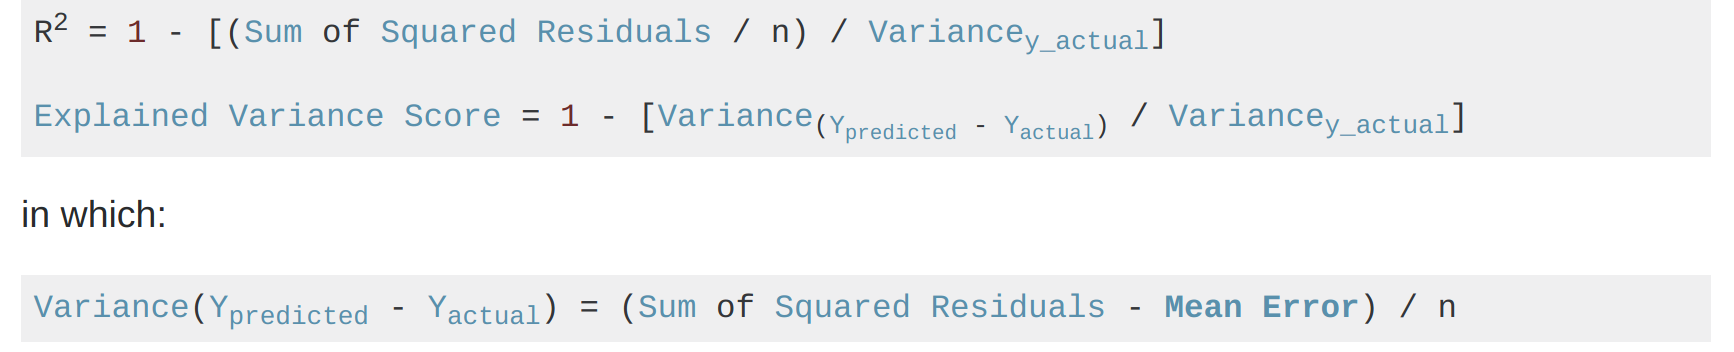 R² = 1 - [(Sum of Squared Residuals / n) / Variancey_actual]
Explained Variance Score = 1 - [Variance(Ypredicted - Yactual) / Variancey_actual]
in which:
Variance(Ypredicted - Yactual) = (Sum of Squared Residuals - Mean Error) / n